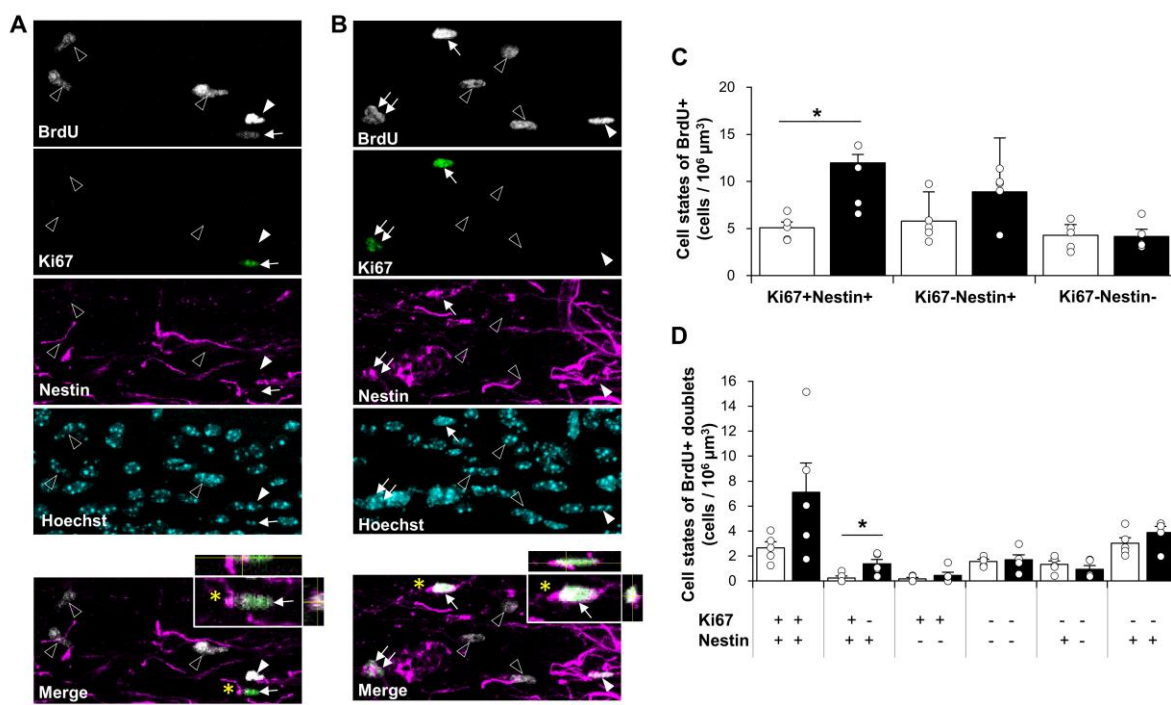 A
BrdU
Ki67
Nestin
Hoechst
*
*
Merge
B
BrdU
Ki67
Nestin
Hoechst
*
*
Merge
C
Cell states of BrdU+
(cells / 10⁶ µm³)
20
15
10
5
0
*
Ki67+Nestin+ Ki67-Nestin+ Ki67-Nestin-
D
Cell states of BrdU+ doublets
(cells / 10⁶ µm³)
16
14
12
10
8
6
4
2
0
*
Ki67 + + + - + + - - - - - -
Nestin + + + + - - - - + - + +